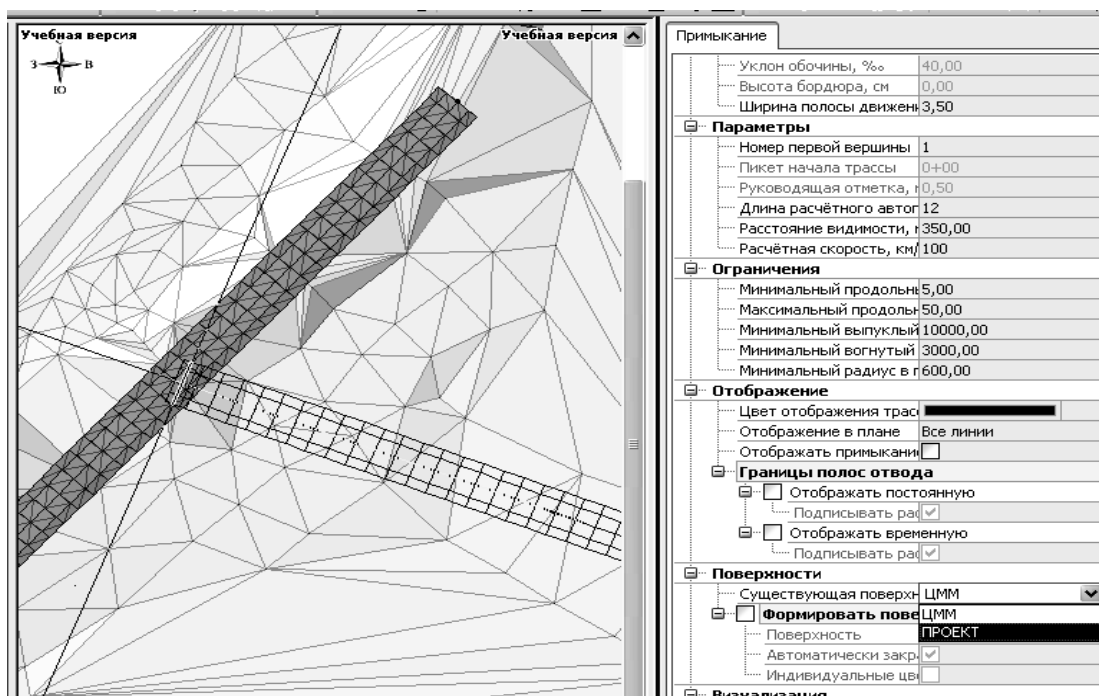 Учебная версия
Учебная версия
З В
Ю
Примыкание
Уклон обочины, ‰ 40,00
Высота бордюра, см 0,00
Ширина полосы движен 3,50
Параметры
Номер первой вершины 1
Пикет начала трассы 0+00
Руководящая отметка, 0,50
Длина расчётного автог 12
Расстояние видимости, 350,00
Расчётная скорость, км/ 100
Ограничения
Минимальный продольн 5,00
Максимальный продольн 50,00
Минимальный выпуклый 10000,00
Минимальный вогнутый 3000,00
Минимальный радиус в г 600,00
Отображение
Цвет отображения трасс
Отображение в плане Все линии
Отображать примыкани
Границы полос отвода
Отображать постоянную
Подписывать рас
Отображать временную
Подписывать рас
Поверхности
Существующая поверхн ЦММ
Формировать пове ЦММ
Поверхность ПРОЕКТ
Автоматически закр
Индивидуальные цв
Визуализация